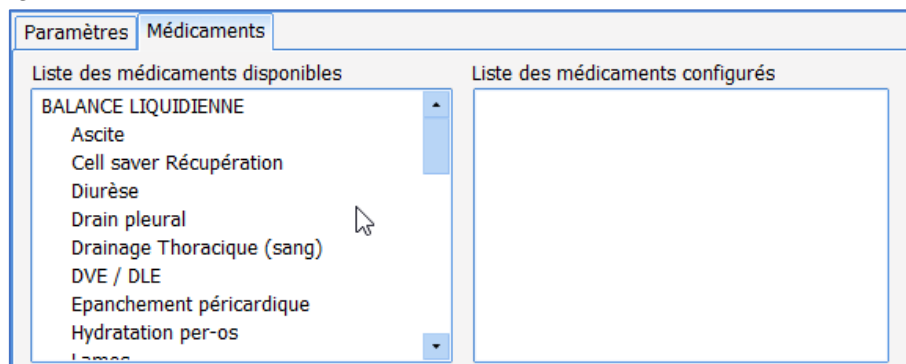 Paramètres Médicaments
Liste des médicaments disponibles Liste des médicaments configurés
BALANCE LIQUIDIENNE
Ascite
Cell saver Récupération
Diurèse
Drain pleural
Drainage Thoracique (sang)
DVE / DLE
Epanchement péricardique
Hydratation per-os